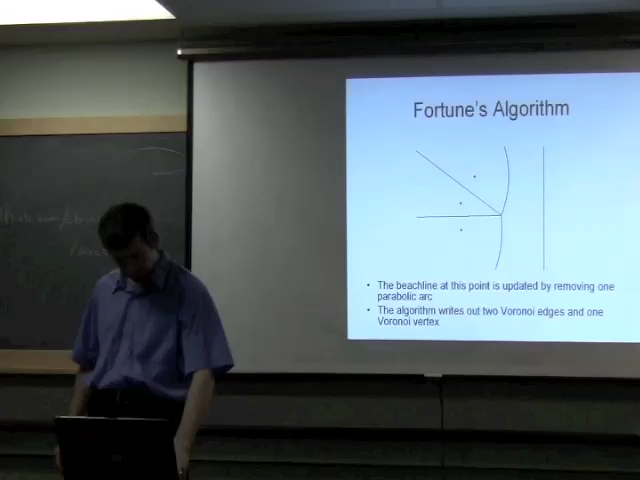 Fortune's Algorithm
• The beachline at this point is updated by removing one
parabolic arc
• The algorithm writes out two Voronoi edges and one
Voronoi vertex